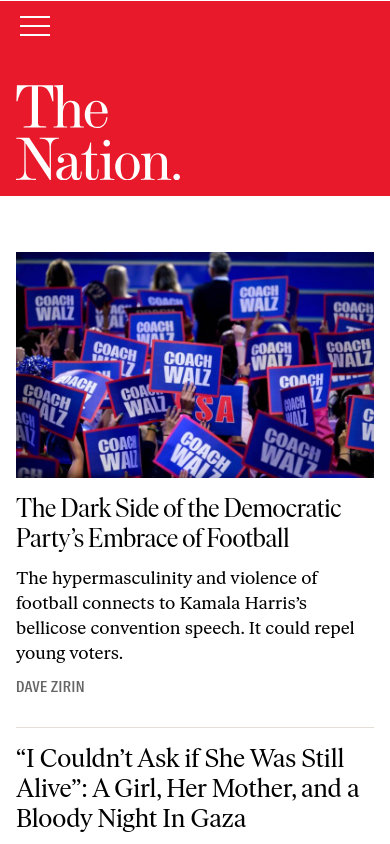 The
Nation.
COACH
WALZ
COACH
WALZ
COACH
WALZ
COACH
WALZ
COACH
WALZ
COACH
WALZ
COACH
WALZ
COACH
WALZ
COACH
WALZ
COACH
WALZ
COACH
WALZ
COACH
WALZ
COACH
WALZ
COACH
WALZ
The Dark Side of the Democratic
Party’s Embrace of Football
The hypermasculinity and violence of
football connects to Kamala Harris’s
bellicose convention speech. It could repel
young voters.
DAVE ZIRIN
“I Couldn’t Ask if She Was Still
Alive”: A Girl, Her Mother, and a
Bloody Night In Gaza